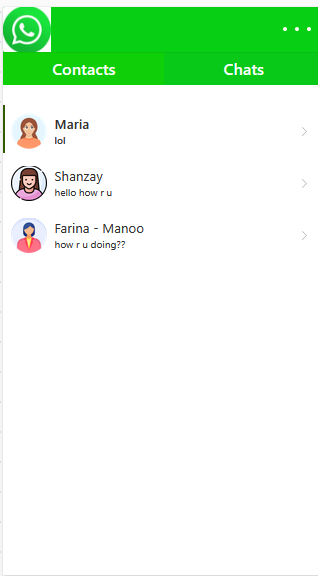 Contacts
Chats
Maria
lol
Shanzay
hello how r u
Farina - Manoo
how r u doing??